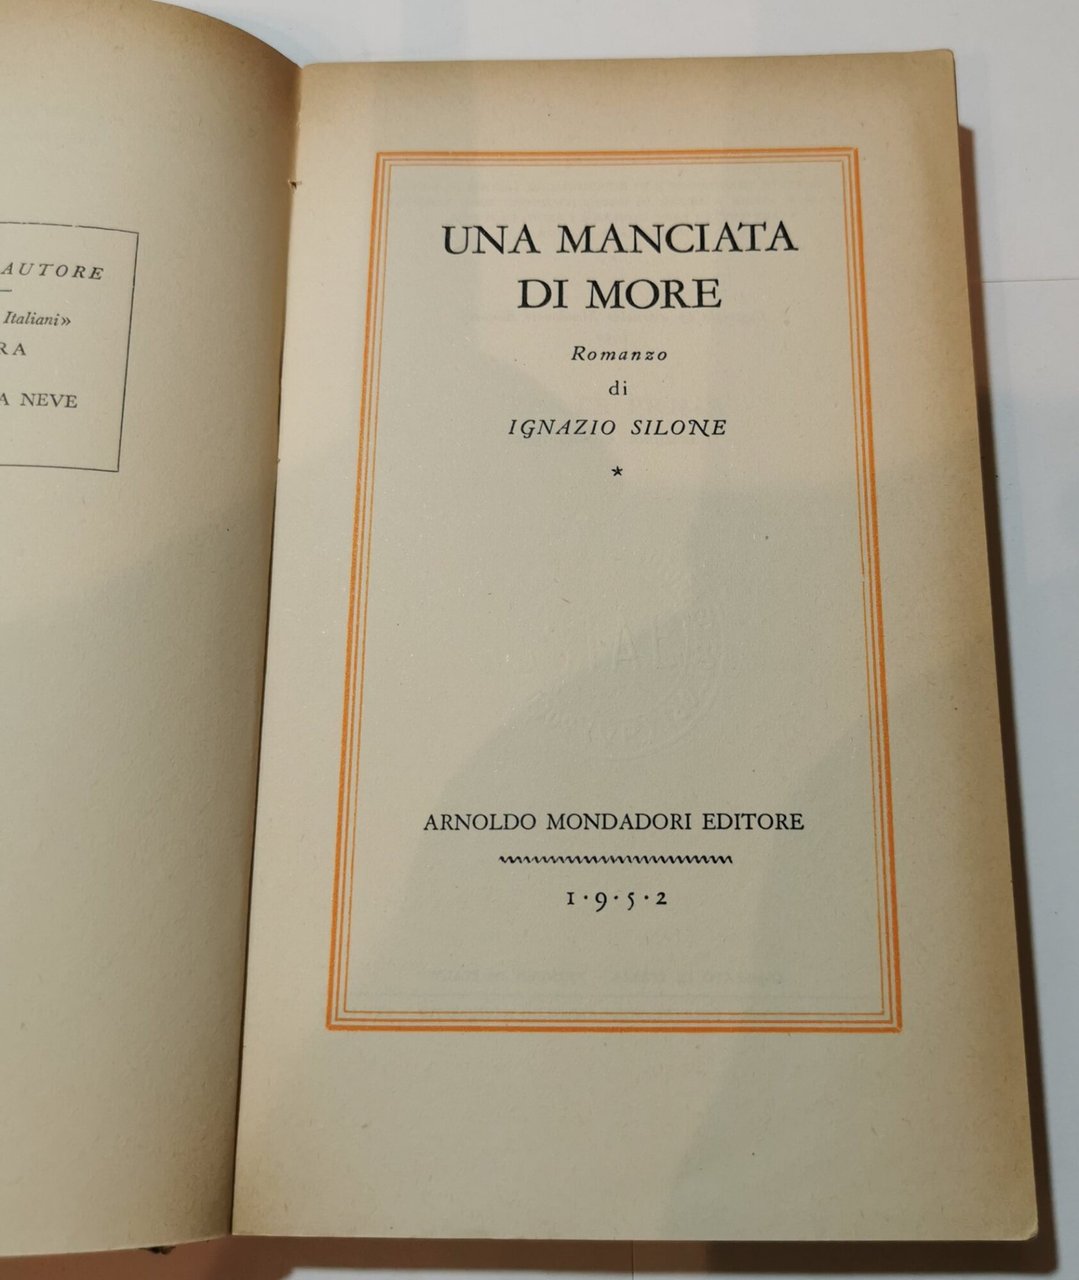 AUTORE
Italiani»
RA
A NEVE
UNA MANCIATA
DI MORE
Romanzo
di
IGNAZIO SILONE
*
ARNOLDO MONDADORI EDITORE
1·9·5·2